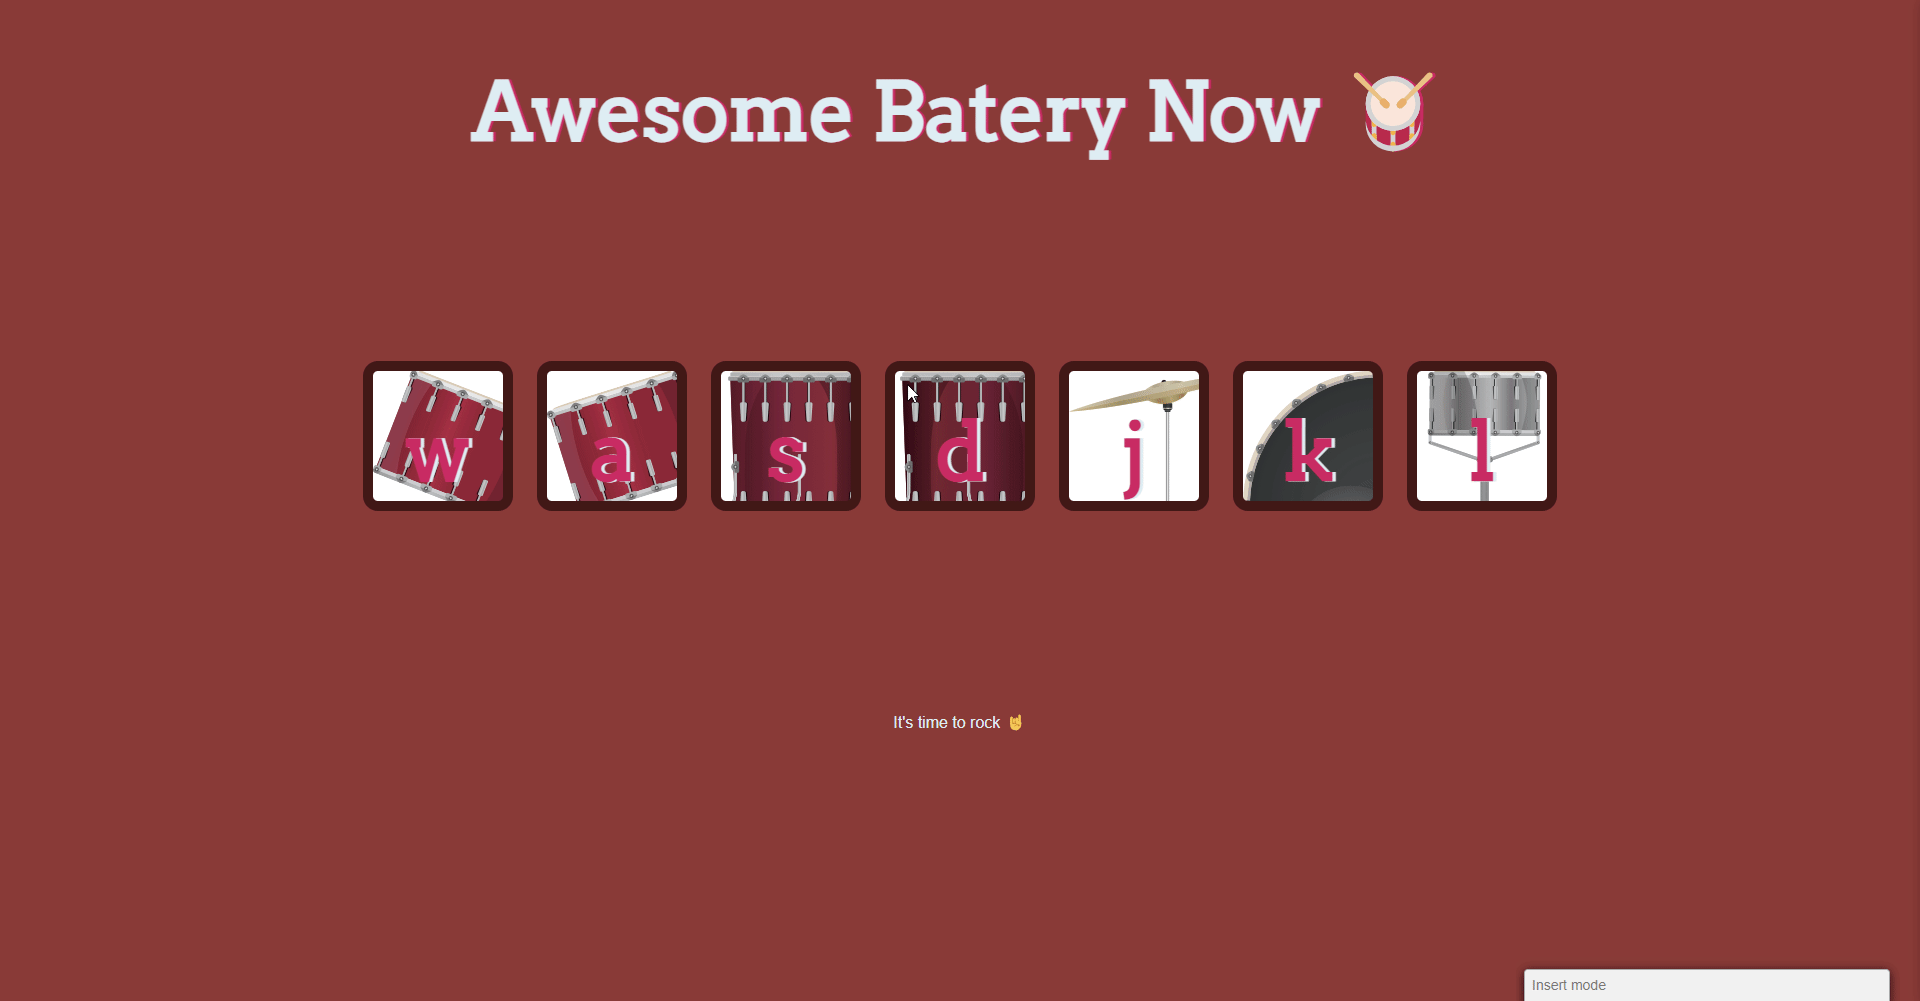 Awesome Batery Now 🥁
w a s d j k l
It's time to rock 🤘
Insert mode